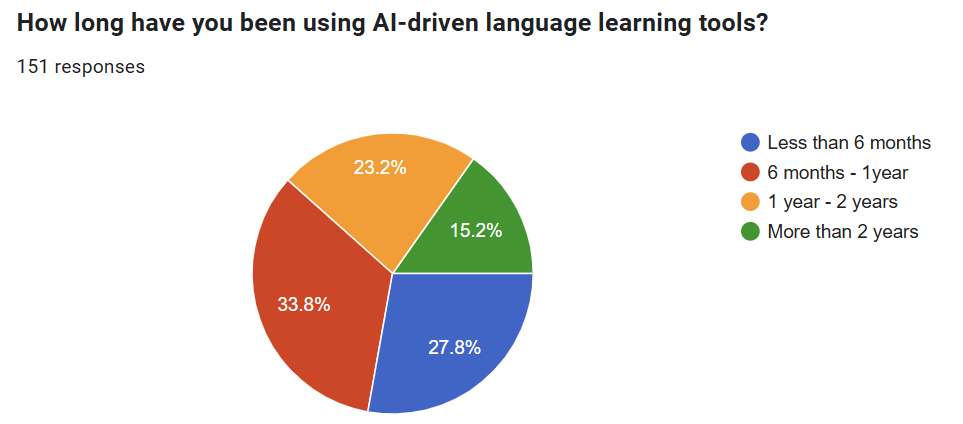 How long have you been using AI-driven language learning tools?
151 responses
23.2%
15.2%
33.8%
27.8%
Less than 6 months
6 months - 1year
1 year - 2 years
More than 2 years